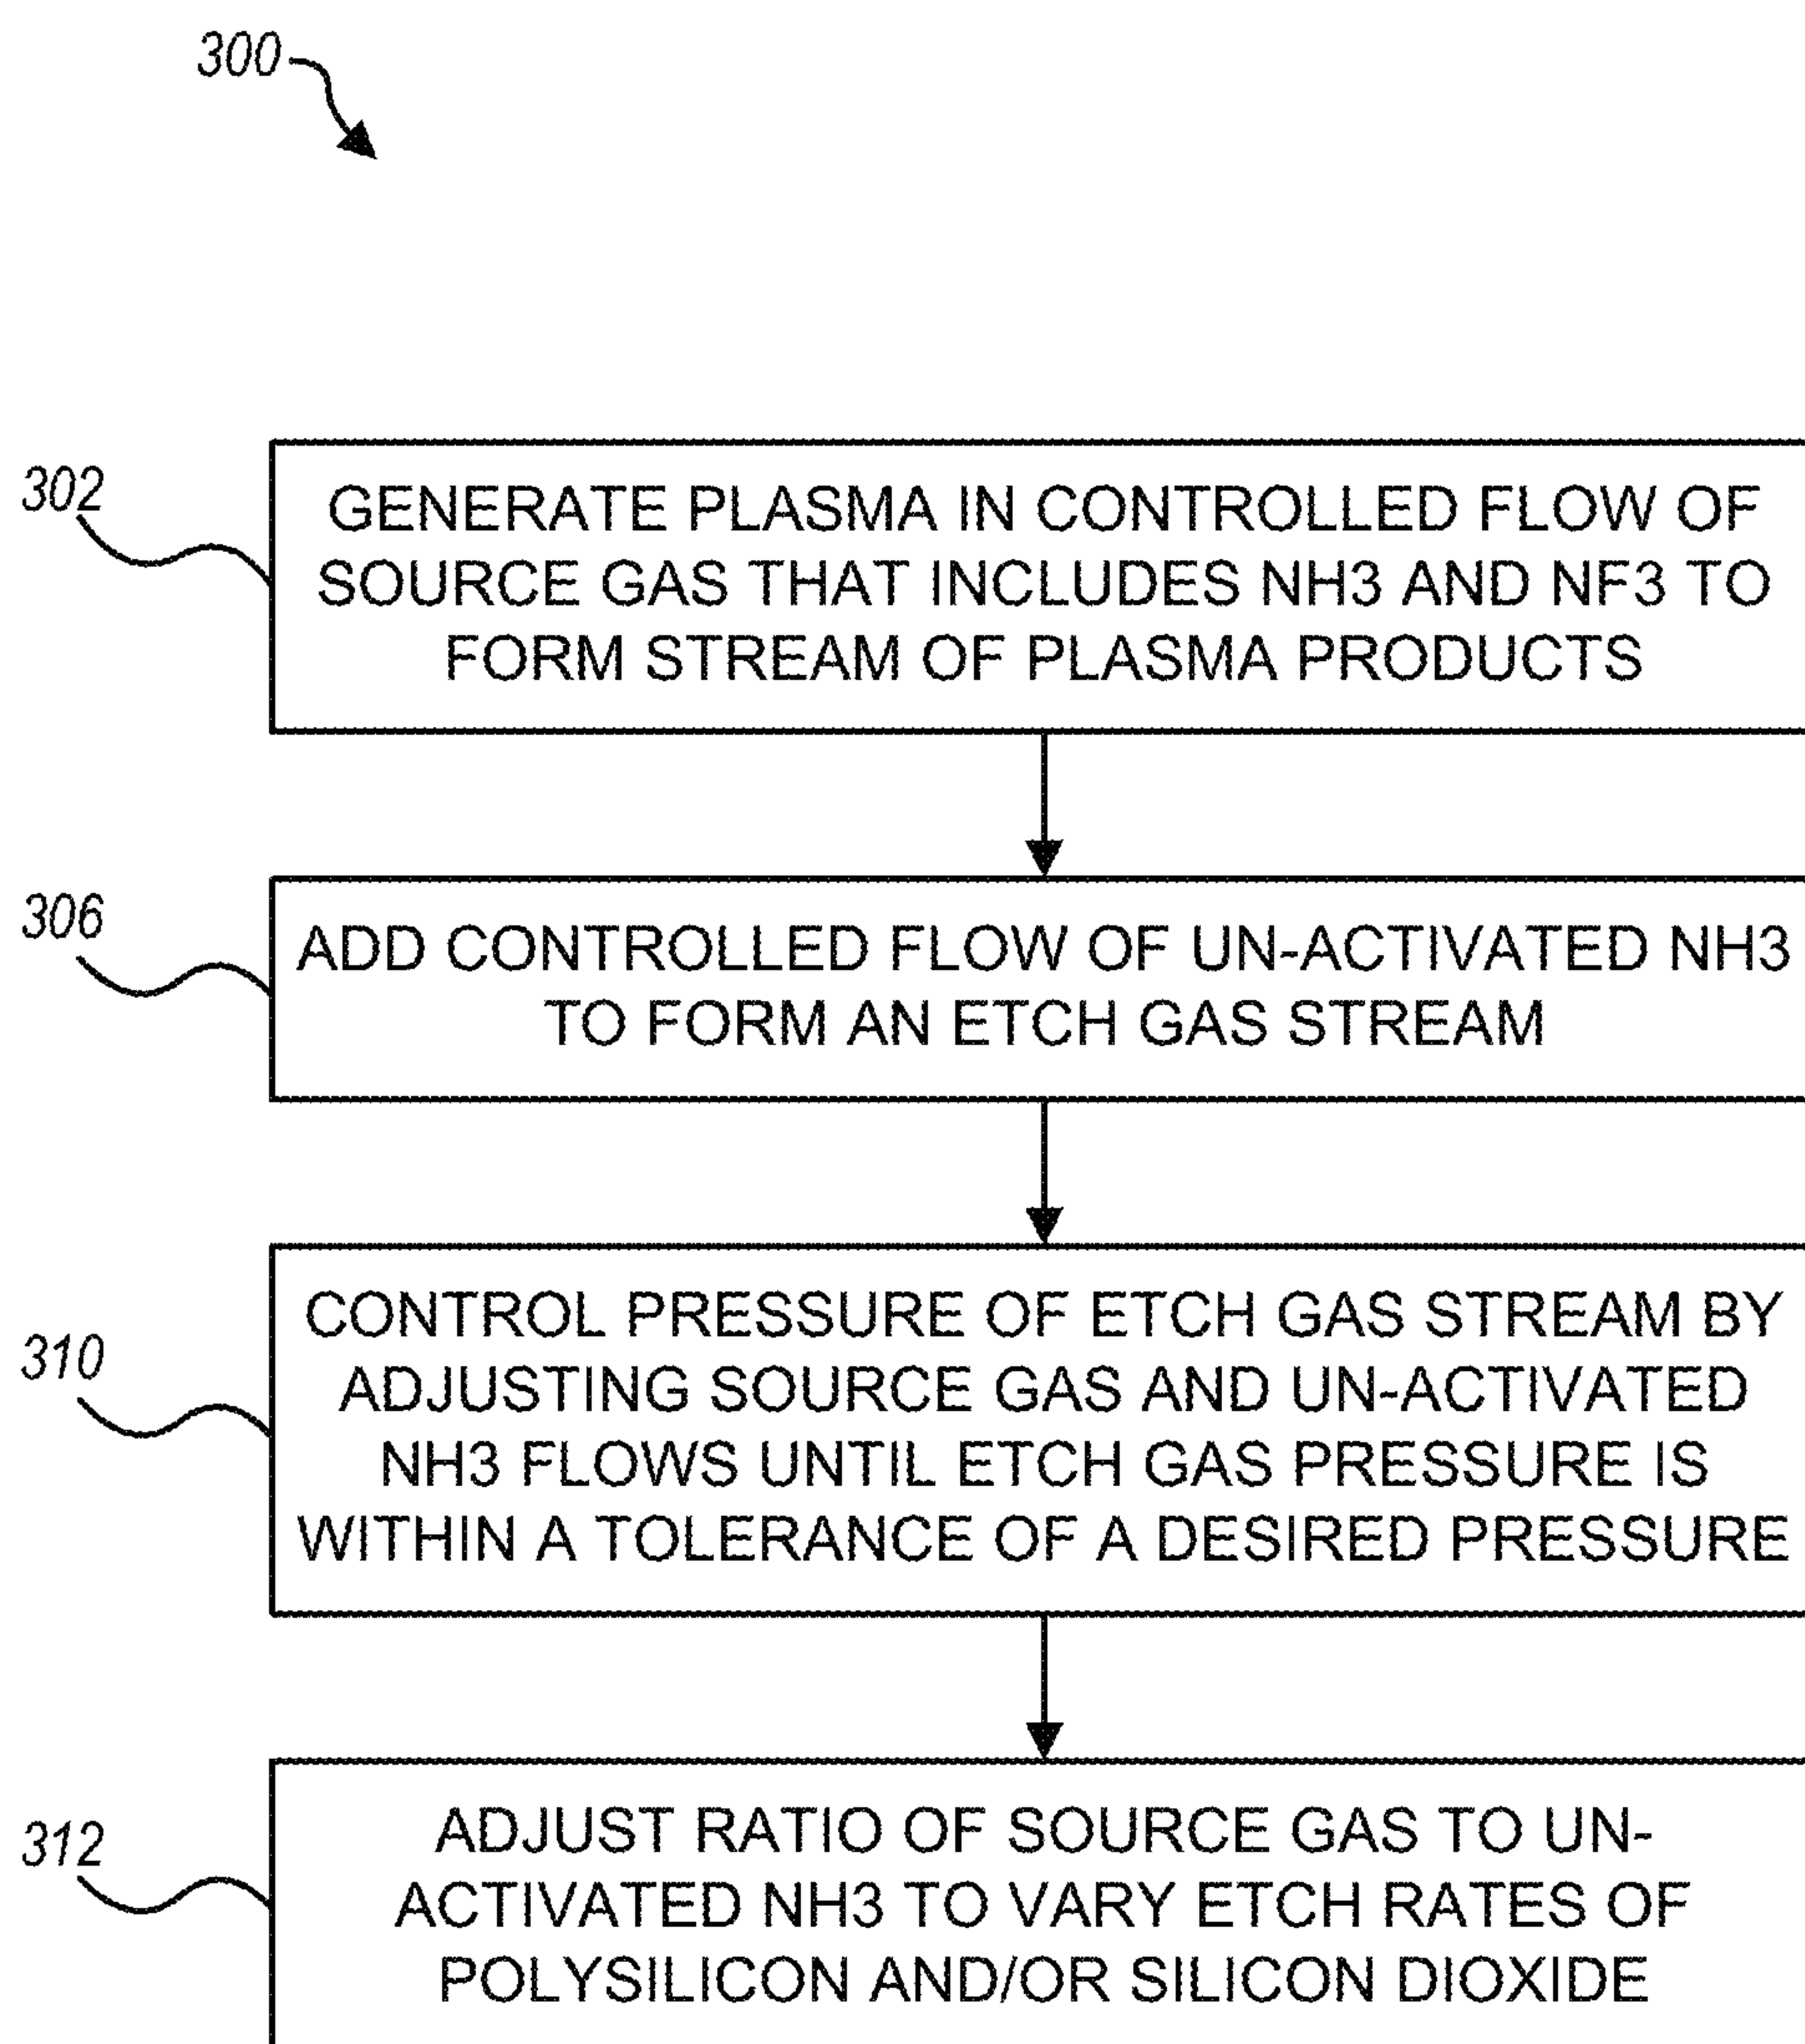 300
302
GENERATE PLASMA IN CONTROLLED FLOW OF
SOURCE GAS THAT INCLUDES NH3 AND NF3 TO
FORM STREAM OF PLASMA PRODUCTS
306
ADD CONTROLLED FLOW OF UN-ACTIVATED NH3
TO FORM AN ETCH GAS STREAM
310
CONTROL PRESSURE OF ETCH GAS STREAM BY
ADJUSTING SOURCE GAS AND UN-ACTIVATED
NH3 FLOWS UNTIL ETCH GAS PRESSURE IS
WITHIN A TOLERANCE OF A DESIRED PRESSURE
312
ADJUST RATIO OF SOURCE GAS TO UN-
ACTIVATED NH3 TO VARY ETCH RATES OF
POLYSILICON AND/OR SILICON DIOXIDE